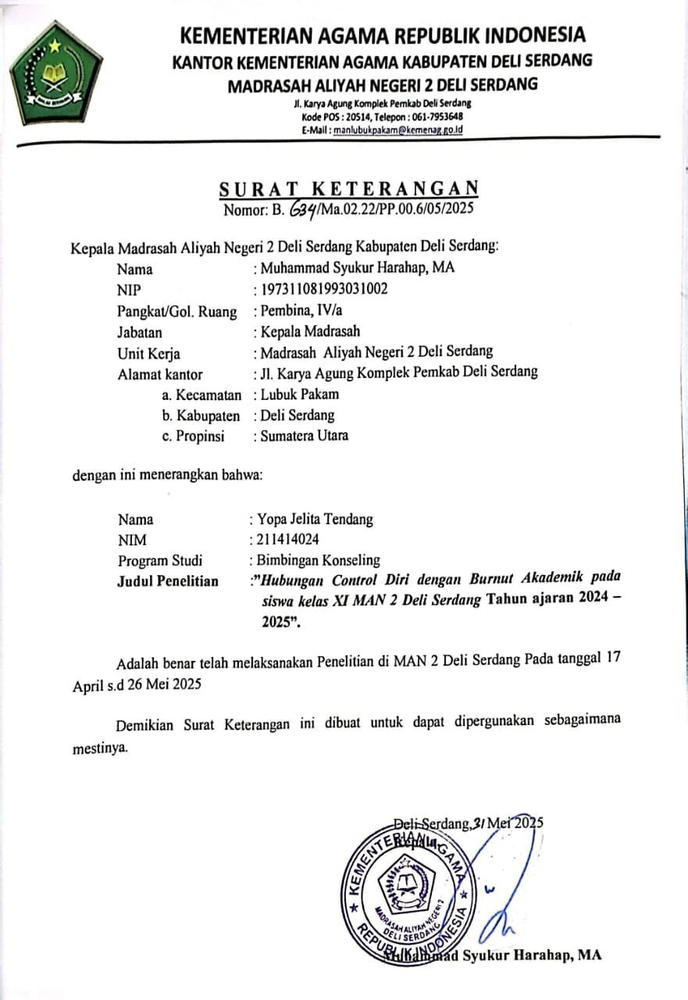 KEMENTERIAN AGAMA REPUBLIK INDONESIA
KANTOR KEMENTERIAN AGAMA KABUPATEN DELI SERDANG
MADRASAH ALIYAH NEGERI 2 DELI SERDANG
Jl. Karya Agung Komplek Pemkab Deli Serdang
Kode POS : 20514, Telepon : 061-7953648
E-Mail : manlubukpakam@kemenag.go.id
SURAT KETERANGAN
Nomor: B. 634/Ma.02.22/PP.00.6/05/2025
Kepala Madrasah Aliyah Negeri 2 Deli Serdang Kabupaten Deli Serdang:
Nama : Muhammad Syukur Harahap, MA
NIP : 197311081993031002
Pangkat/Gol. Ruang : Pembina, IV/a
Jabatan : Kepala Madrasah
Unit Kerja : Madrasah Aliyah Negeri 2 Deli Serdang
Alamat kantor : Jl. Karya Agung Komplek Pemkab Deli Serdang
a. Kecamatan : Lubuk Pakam
b. Kabupaten : Deli Serdang
c. Propinsi : Sumatera Utara
dengan ini menerangkan bahwa:
Nama : Yopa Jelita Tendang
NIM : 211414024
Program Studi : Bimbingan Konseling
Judul Penelitian :”Hubungan Control Diri dengan Burnut Akademik pada
siswa kelas XI MAN 2 Deli Serdang Tahun ajaran 2024 –
2025”.
Adalah benar telah melaksanakan Penelitian di MAN 2 Deli Serdang Pada tanggal 17
April s.d 26 Mei 2025
Demikian Surat Keterangan ini dibuat untuk dapat dipergunakan sebagaimana
mestinya.
Deli Serdang, 31 Mei 2025
Kepala,
KEMENTERIAN AGAMA
MADRASAH ALIYAH NEGERI 2
DELI SERDANG
REPUBLIK INDONESIA
Muhammad Syukur Harahap, MA